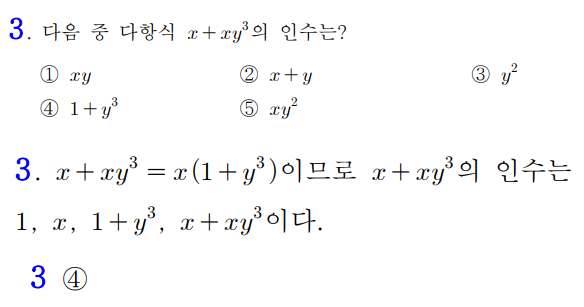 3. 다음 중 다항식 x+xy³의 인수는?
① xy ② x+y ③ y²
④ 1+y³ ⑤ xy²
3. x+xy³=x(1+y³)이므로 x+xy³의 인수는
1, x, 1+y³, x+xy³이다.
3 ④